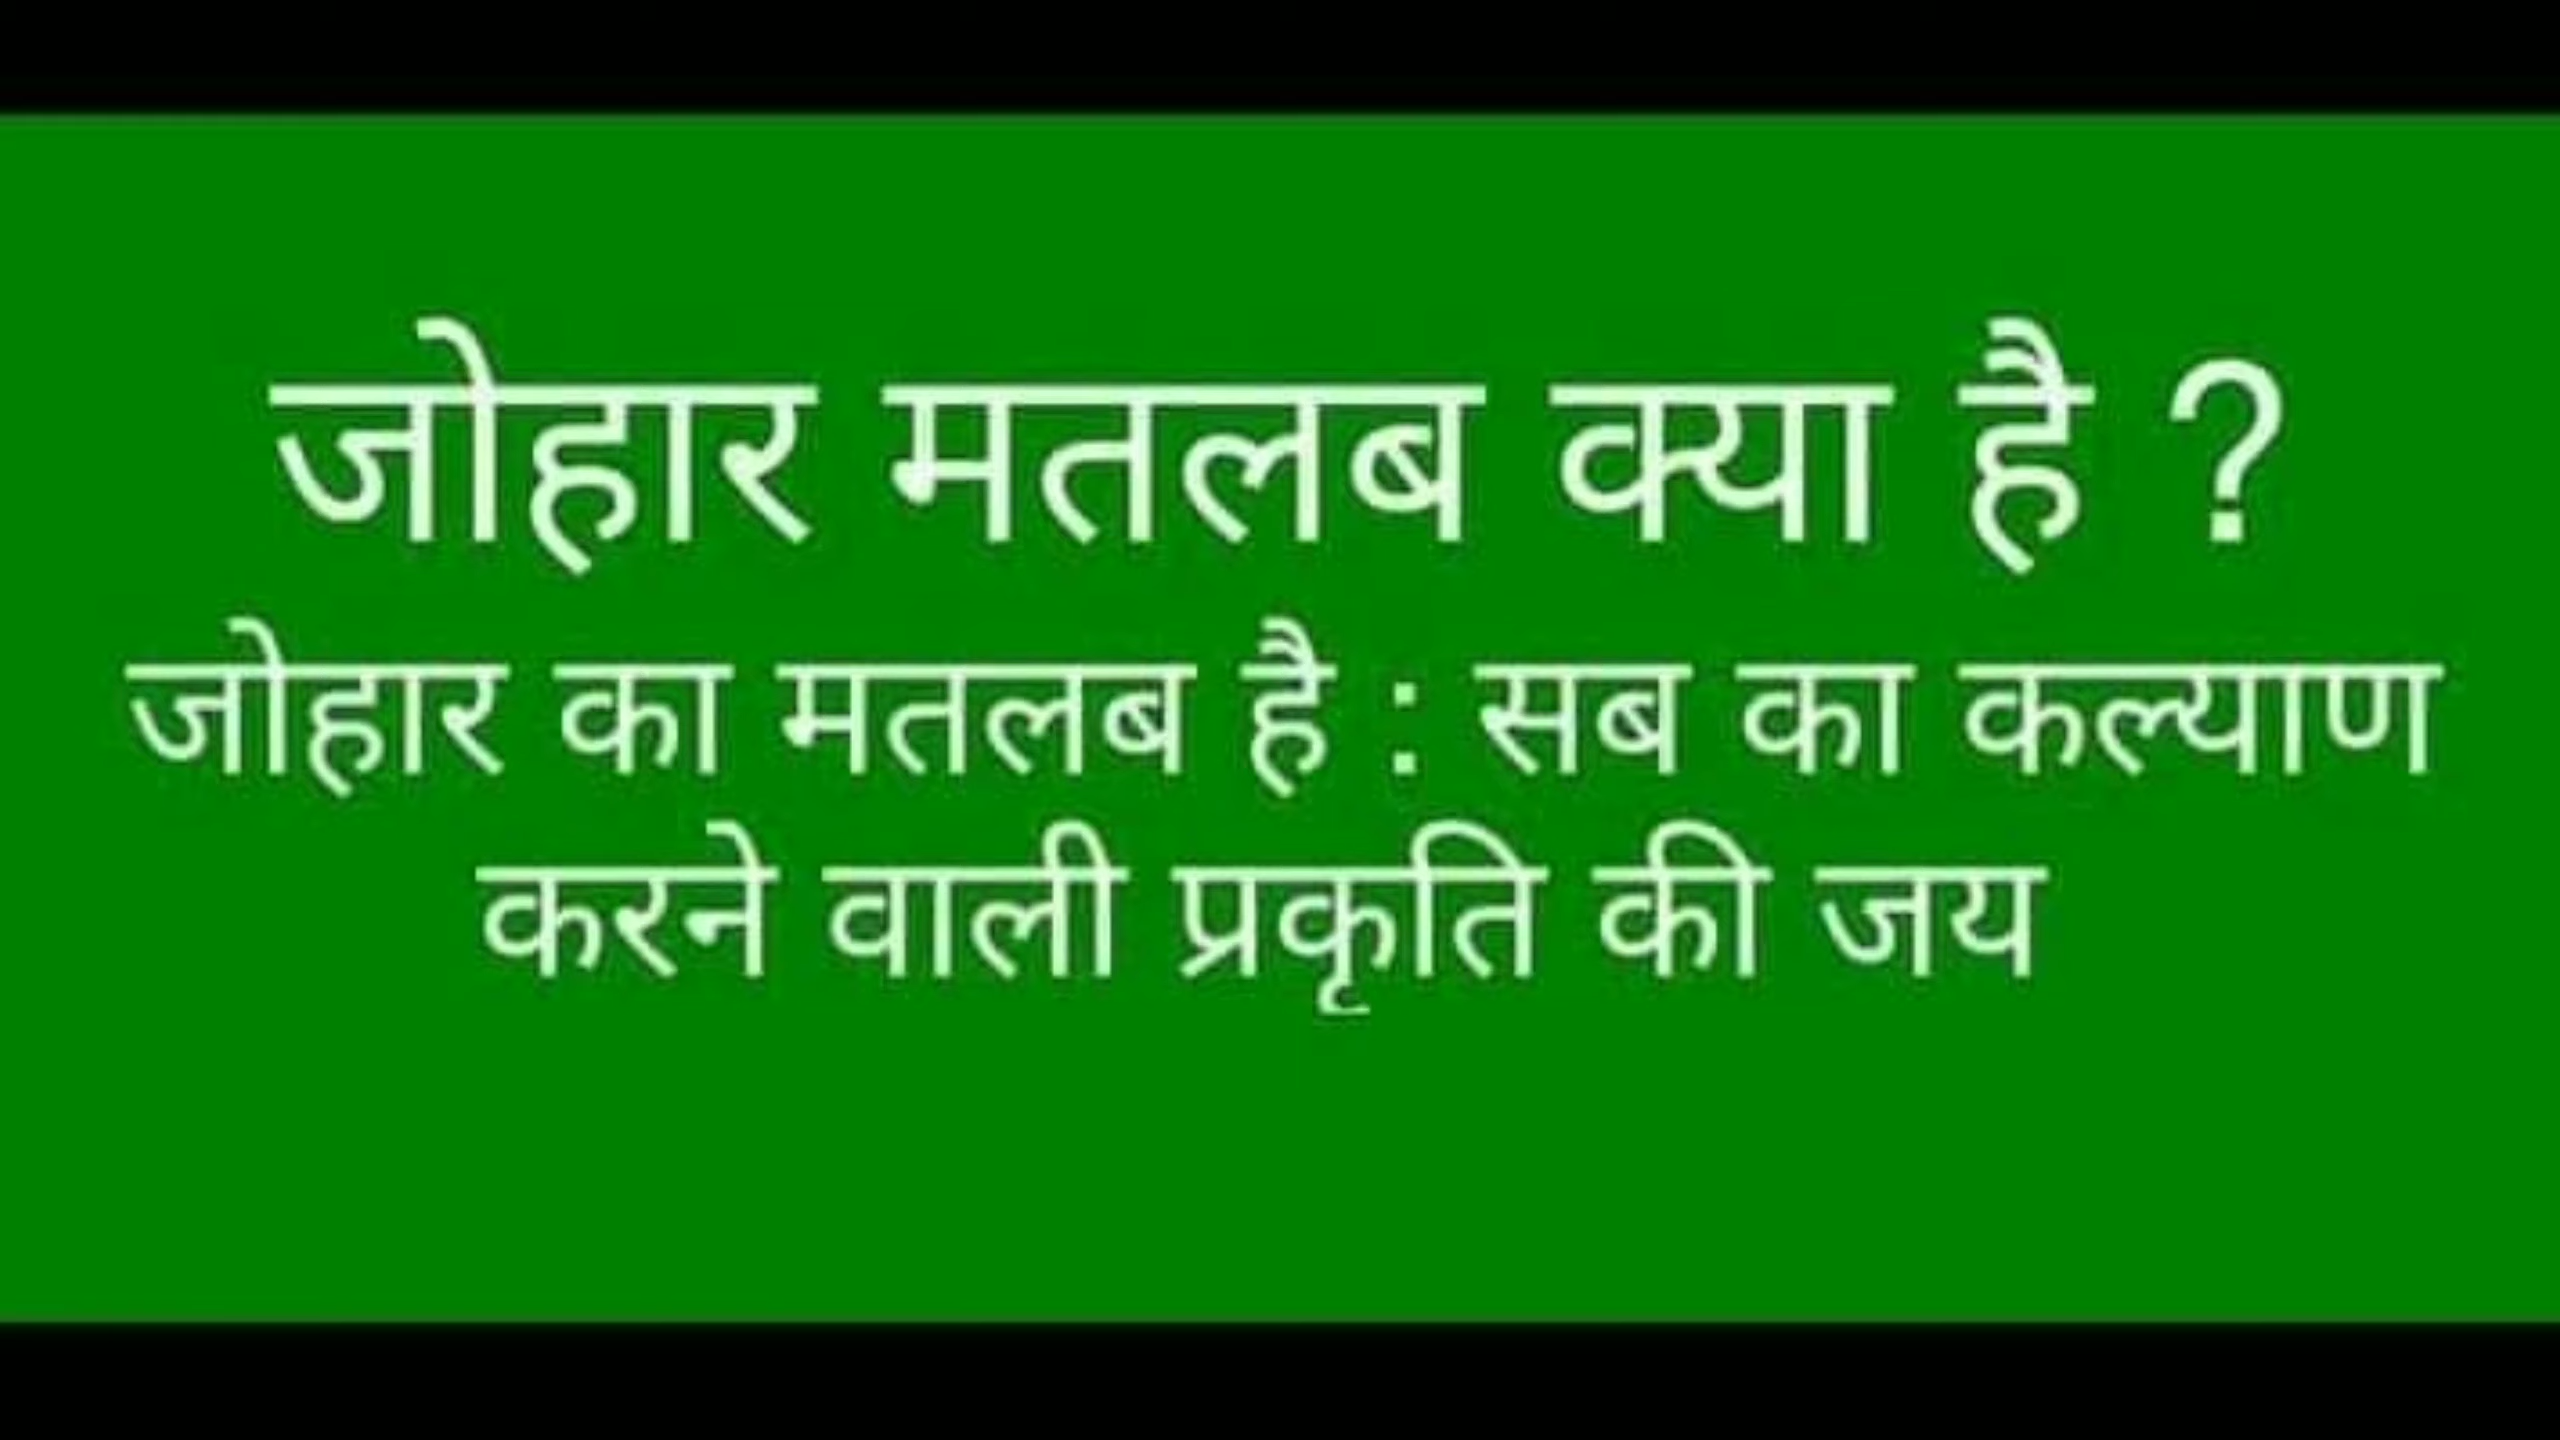 जोहार मतलब क्या है ?
जोहार का मतलब है : सब का कल्याण
करने वाली प्रकृति की जय